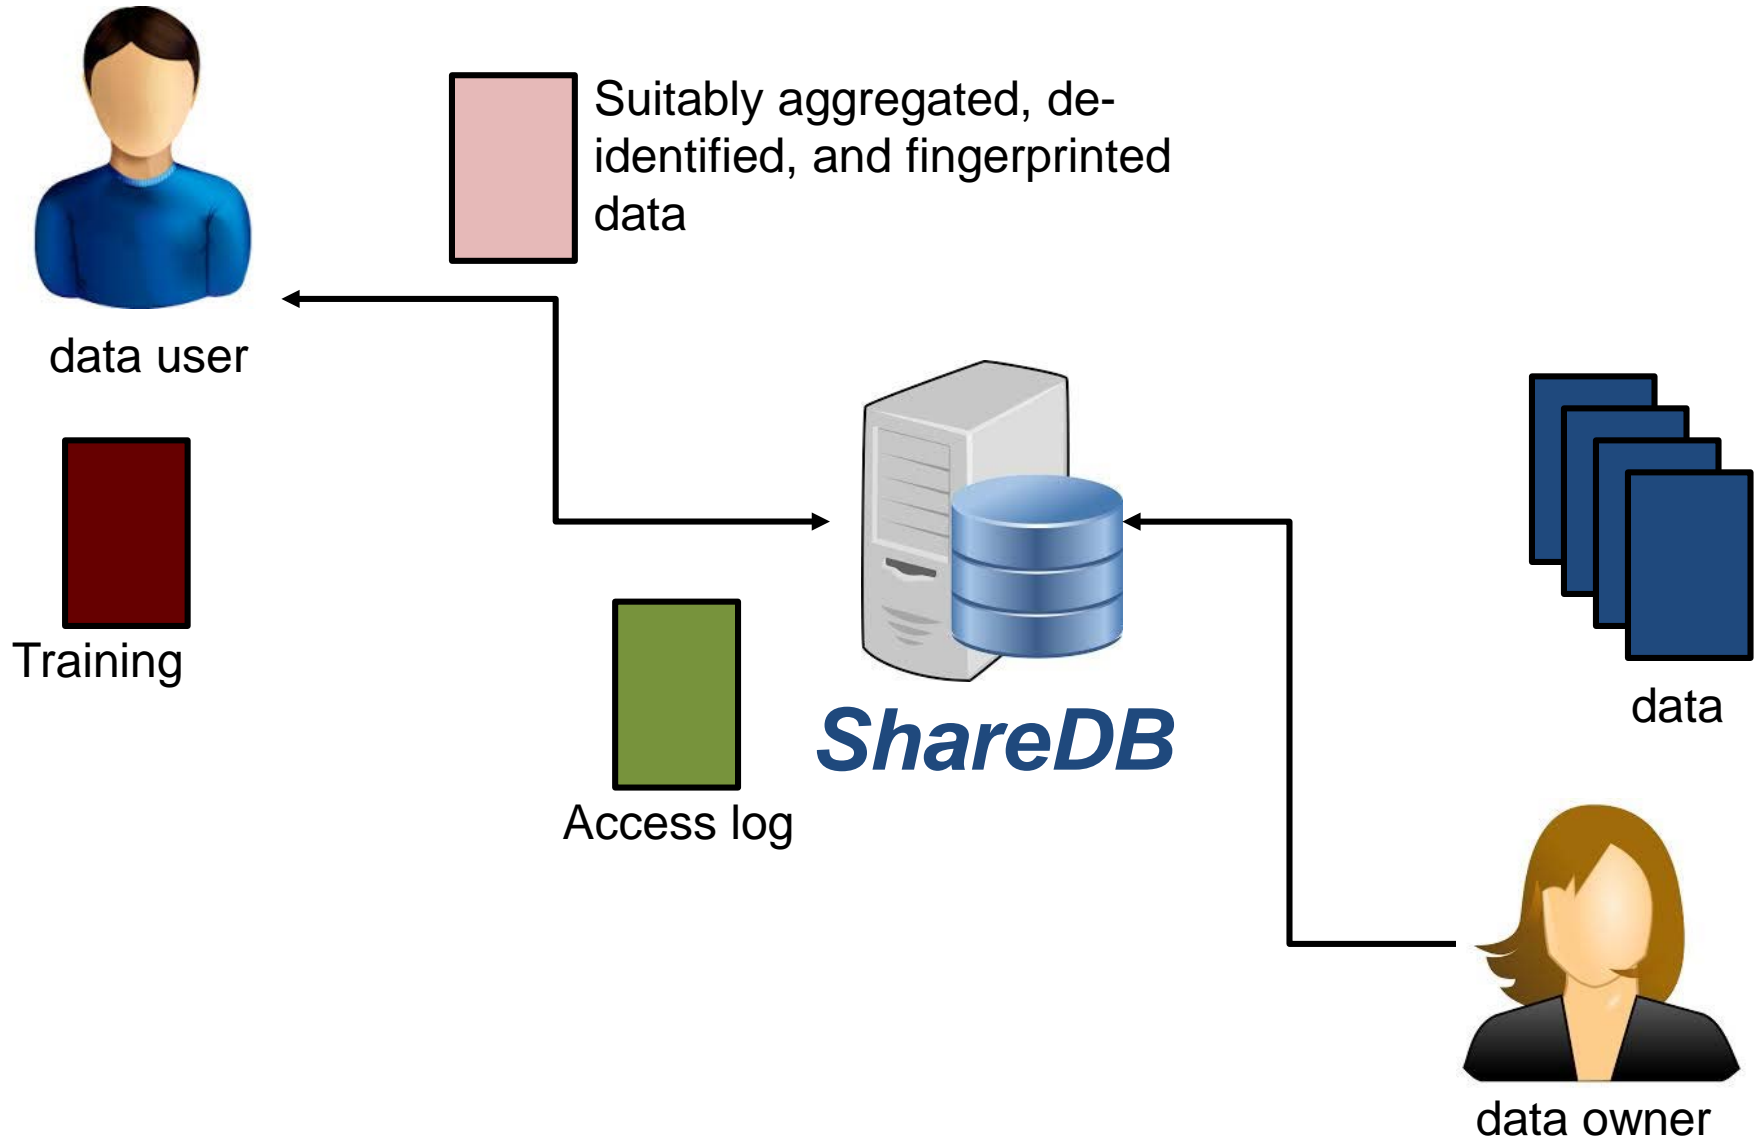 Suitably aggregated, de-
identified, and fingerprinted
data
data user
Training
Access log
ShareDB
data
data owner